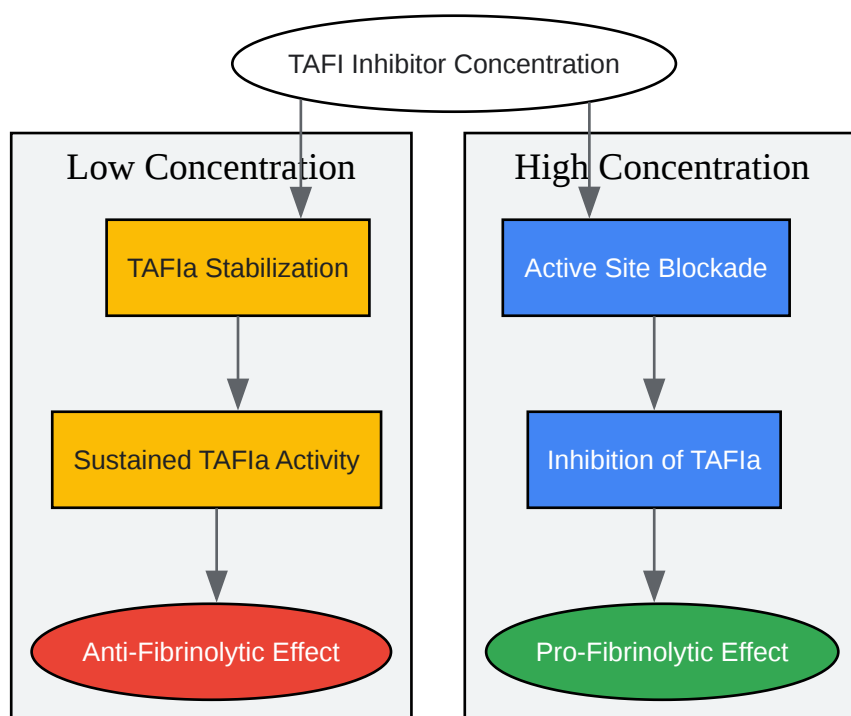 TAFI Inhibitor Concentration
Low Concentration
TAFIa Stabilization
Sustained TAFIa Activity
Anti-Fibrinolytic Effect
High Concentration
Active Site Blockade
Inhibition of TAFIa
Pro-Fibrinolytic Effect